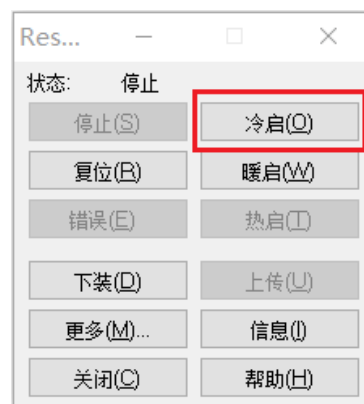 Res...
状态: 停止
停止(S) 冷启(O)
复位(R) 暖启(W)
错误(E) 热启(T)
下装(D) 上传(U)
更多(M)... 信息(I)
关闭(C) 帮助(H)